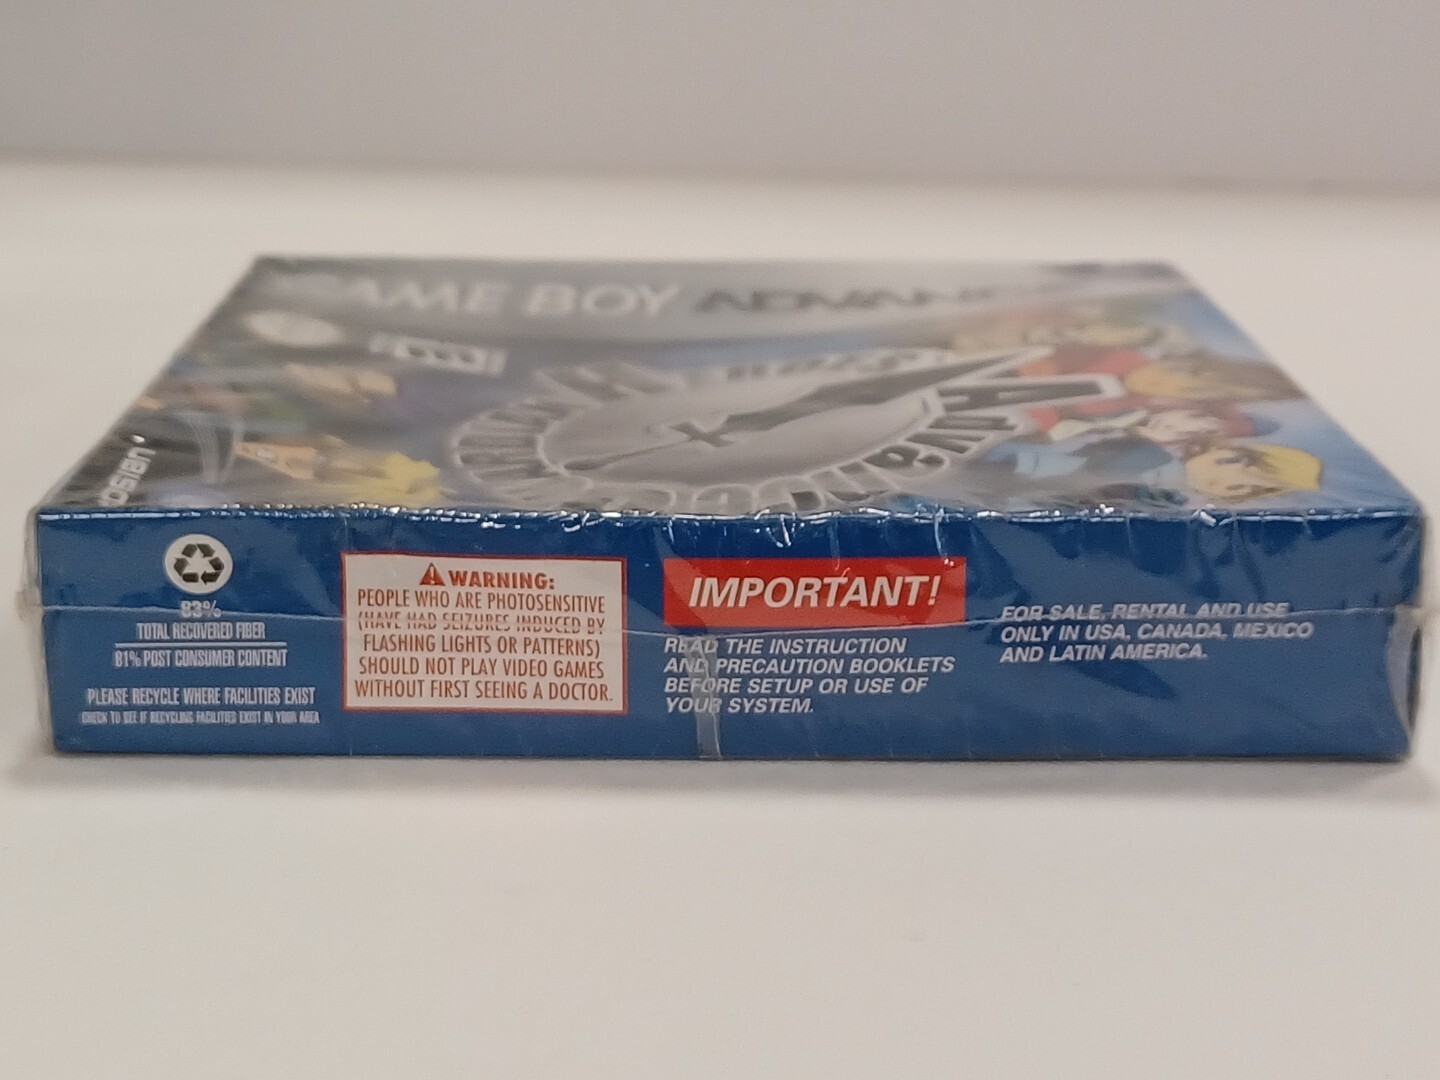 GAME BOY ADVANCE
83%
TOTAL RECOVERED FIBER
81% POST CONSUMER CONTENT
PLEASE RECYCLE WHERE FACILITIES EXIST
CHECK TO SEE IF RECYCLING FACILITIES EXIST IN YOUR AREA
WARNING:
PEOPLE WHO ARE PHOTOSENSITIVE
(HAVE HAD SEIZURES INDUCED BY
FLASHING LIGHTS OR PATTERNS)
SHOULD NOT PLAY VIDEO GAMES
WITHOUT FIRST SEEING A DOCTOR.
IMPORTANT!
READ THE INSTRUCTION
AND PRECAUTION BOOKLETS
BEFORE SETUP OR USE OF
YOUR SYSTEM.
FOR SALE, RENTAL AND USE
ONLY IN USA, CANADA, MEXICO
AND LATIN AMERICA.